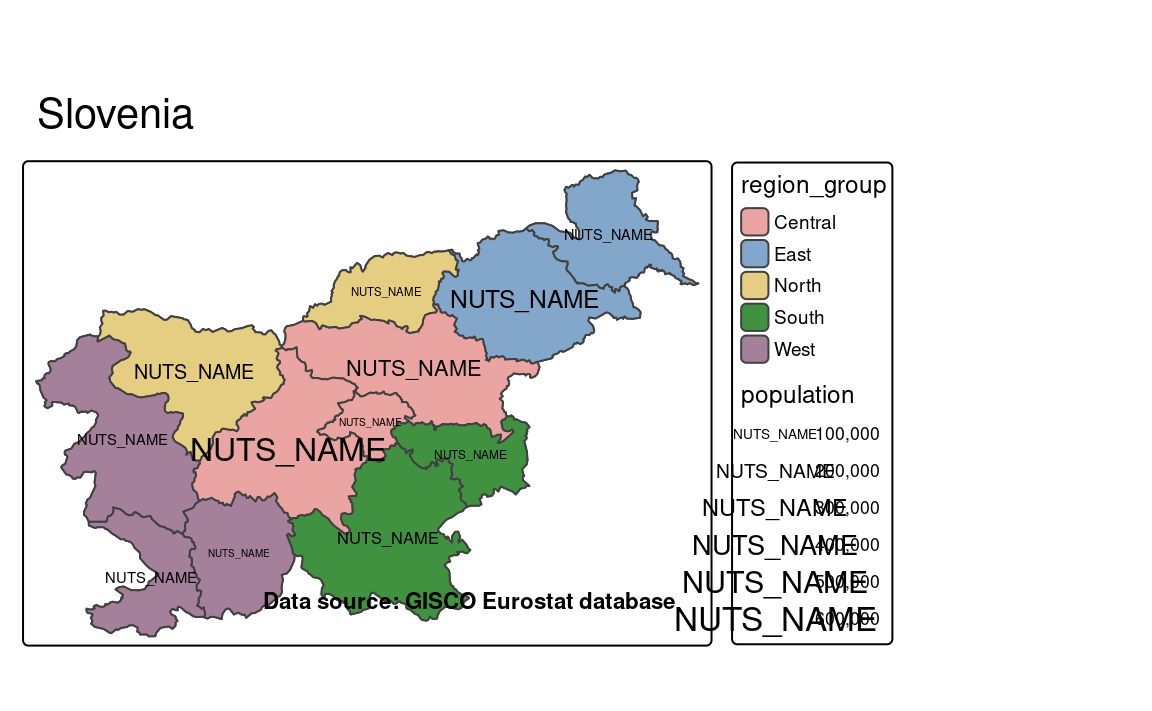 Slovenia
NUTS_NAME
NUTS_NAME
NUTS_NAME
NUTS_NAME
NUTS_NAME
NUTS_NAME
NUTS_NAME
NUTS_NAME
NUTS_NAME
NUTS_NAME
NUTS_NAME
NUTS_NAME
Data source: GISCO Eurostat database
region_group
Central
East
North
South
West
population
NUTS_NAME 100,000
NUTS_NAME 200,000
NUTS_NAME 300,000
NUTS_NAME 400,000
NUTS_NAME 500,000
NUTS_NAME 600,000